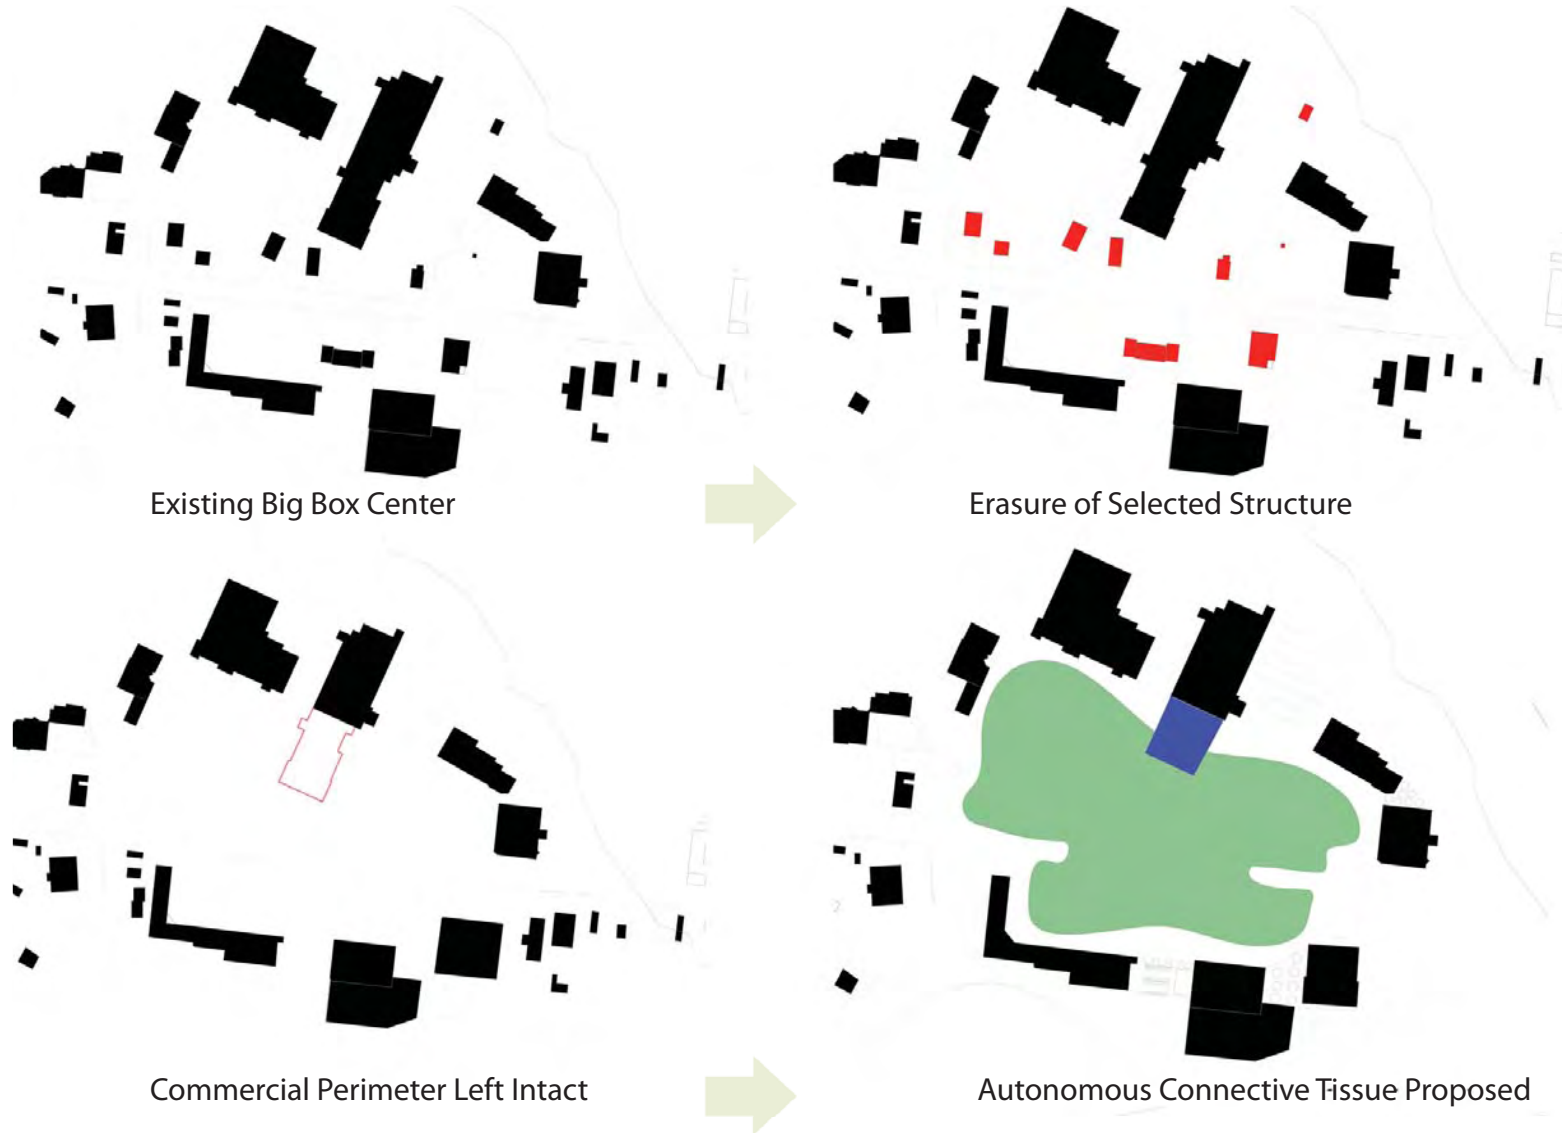 Existing Big Box Center
Erasure of Selected Structure
Commercial Perimeter Left Intact
Autonomous Connective Tissue Proposed